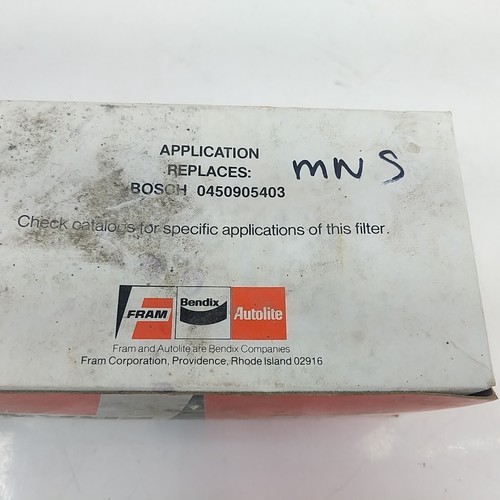 APPLICATION
REPLACES:
BOSCH 0450905403
MNS
Check catalogs for specific applications of this filter.
FRAM Bendix Autolite
Fram and Autolite are Bendix Companies
Fram Corporation, Providence, Rhode Island 02916